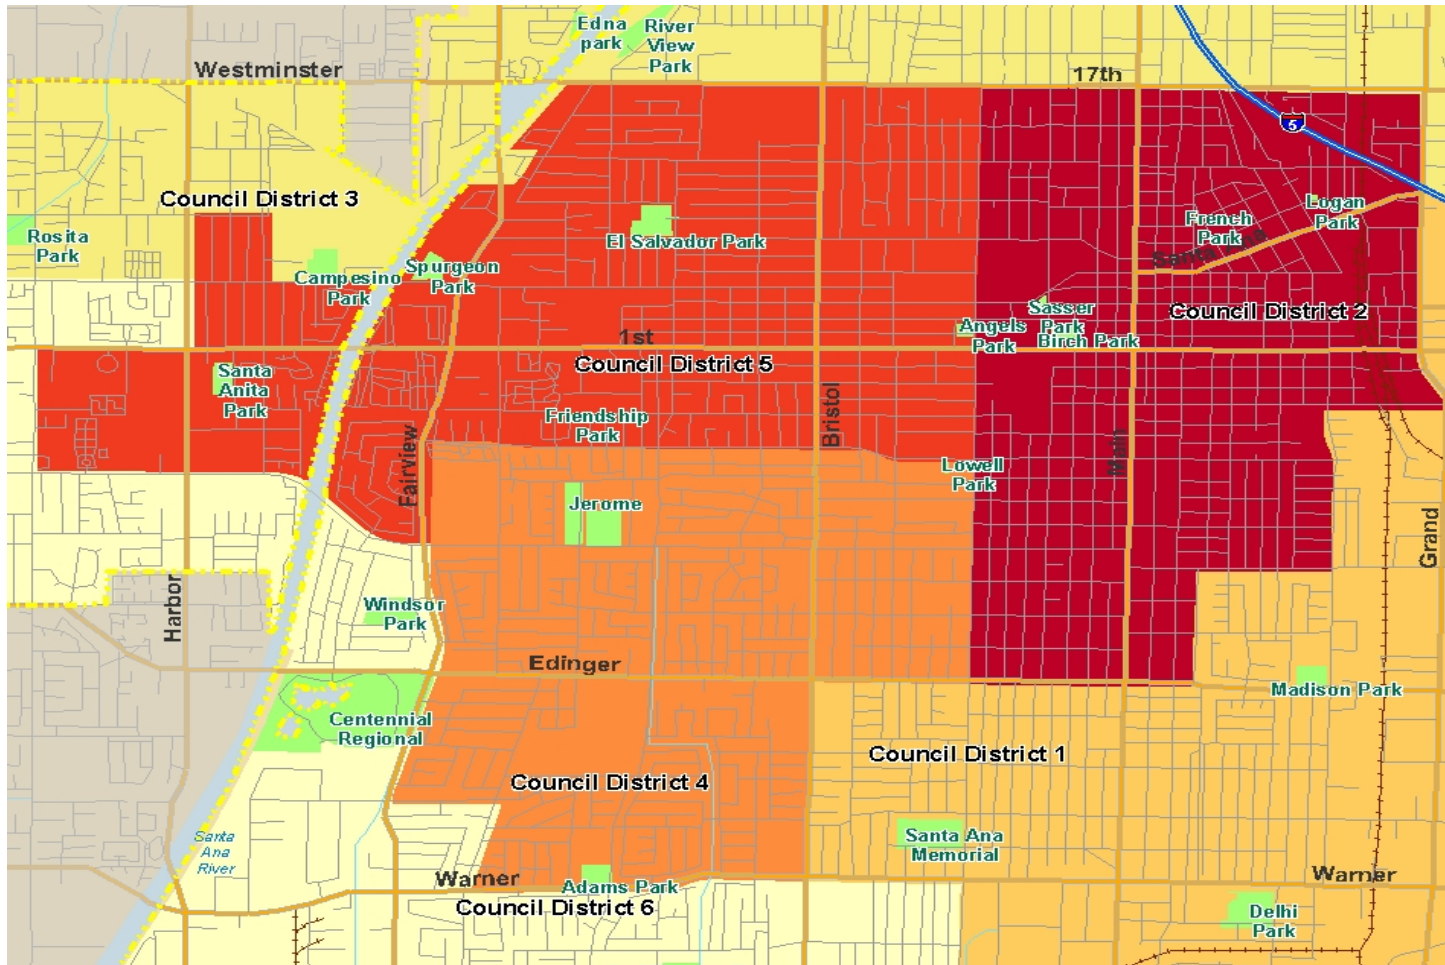 Edna
park
River
View
Park
Westminster
17th
5
Council District 3
Logan
Park
French
Park
Rosita
Park
El Salvador Park
Santa Ana
Spurgeon
Park
Campesino
Park
Sasser
Park
Council District 2
Angels
Park
Birch Park
1st
Council District 5
Santa
Anita
Park
Bristol
Friendship
Park
Fairview
Main
Lowell
Park
Jerome
Grand
Harbor
Windsor
Park
Edinger
Madison Park
Centennial
Regional
Council District 1
Council District 4
Santa
Ana
River
Santa Ana
Memorial
Warner
Adams Park
Warner
Council District 6
Delhi
Park